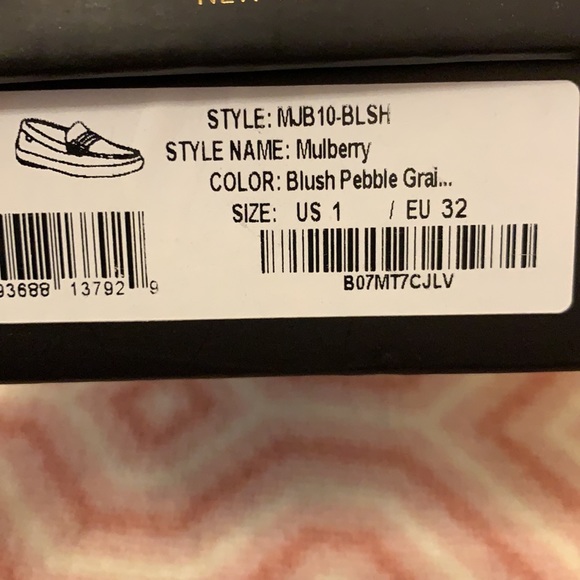 NEW
STYLE: MJB10-BLSH
STYLE NAME: Mulberry
COLOR: Blush Pebble Grai...
SIZE: US 1 / EU 32
93688 13792 9
B07MT7CJLV